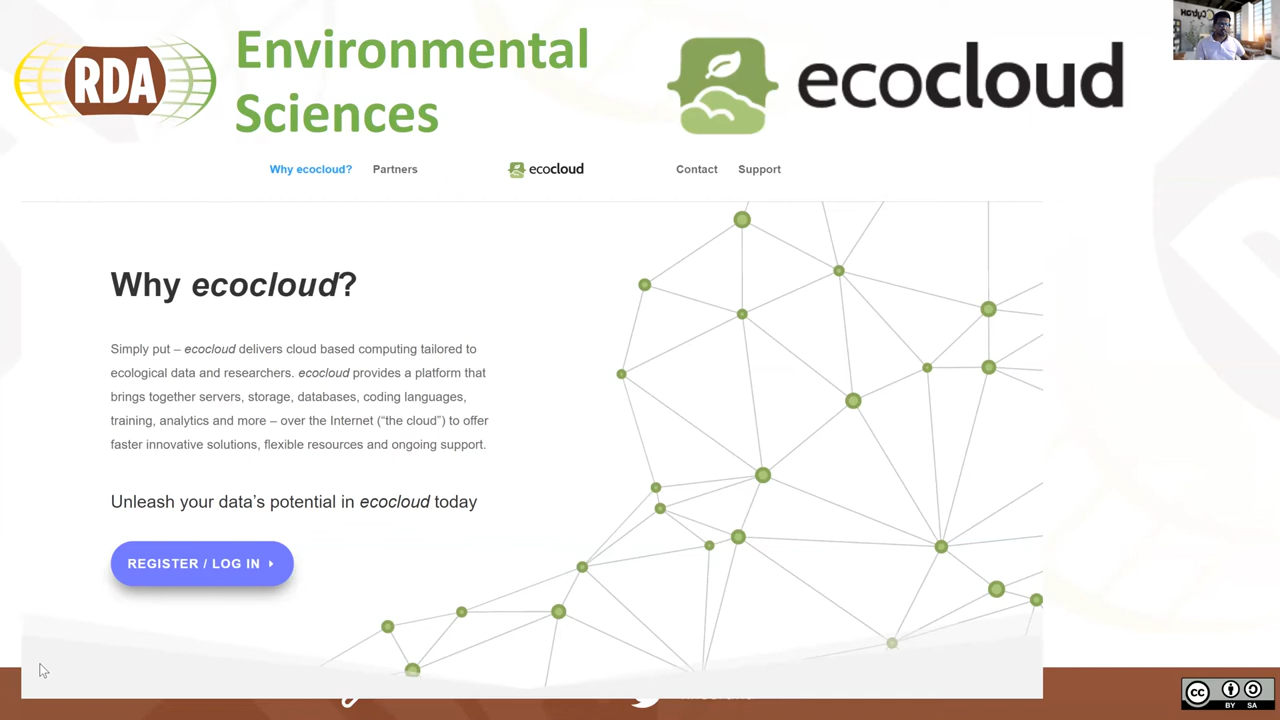 RDA
Environmental
Sciences
ecocloud
Why ecocloud?
Partners
ecocloud
Contact
Support
Why ecocloud?
Simply put – ecocloud delivers cloud based computing tailored to
ecological data and researchers. ecocloud provides a platform that
brings together servers, storage, databases, coding languages,
training, analytics and more – over the Internet (“the cloud”) to offer
faster innovative solutions, flexible resources and ongoing support.
Unleash your data’s potential in ecocloud today
REGISTER / LOG IN
cc
BY SA